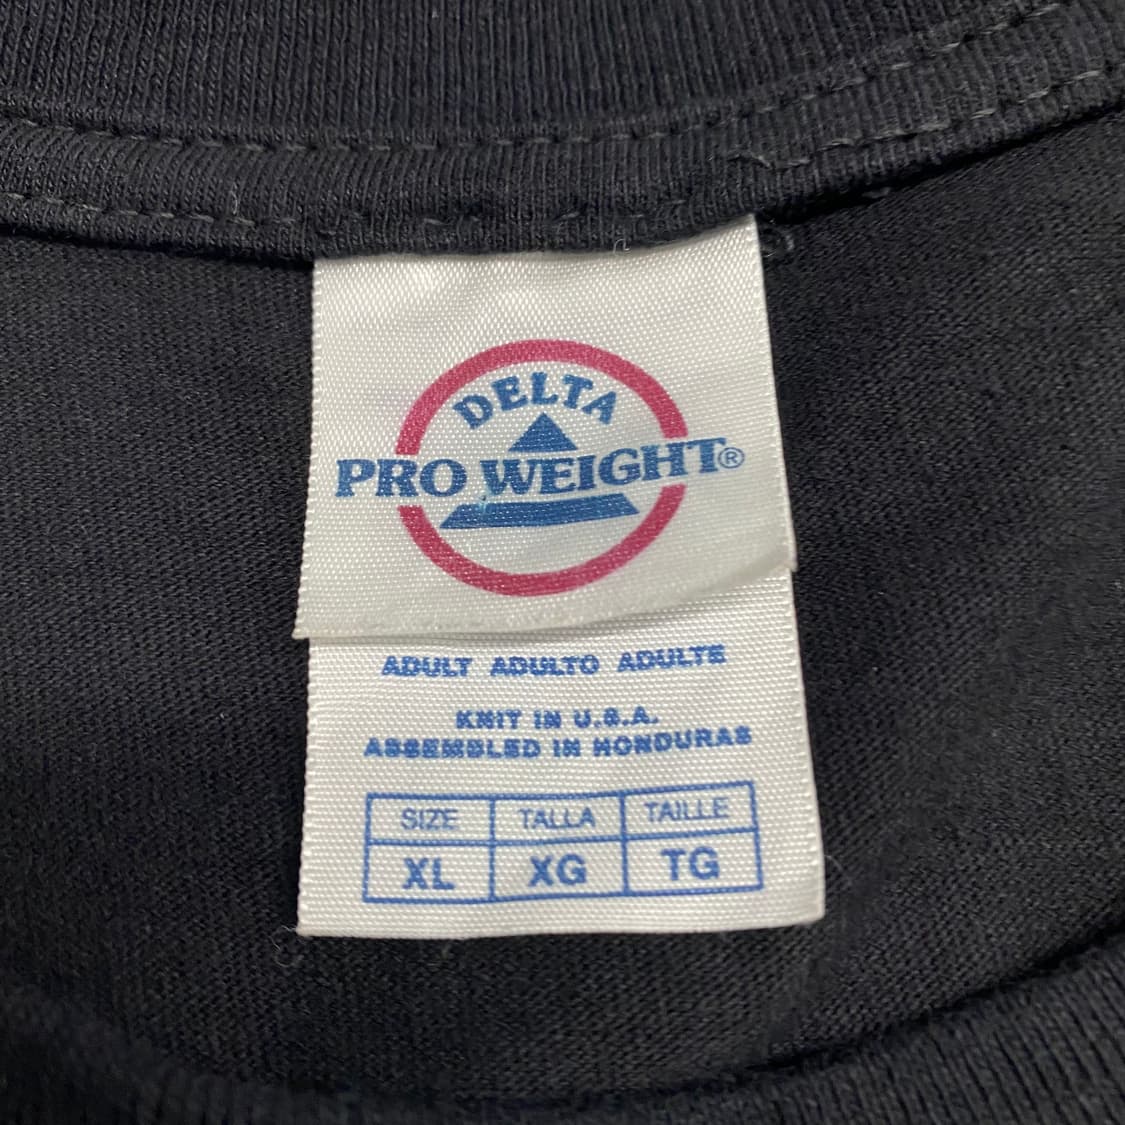 DELTA
PRO WEIGHT®
ADULT ADULTO ADULTE
KNIT IN U.S.A.
ASSEMBLED IN HONDURAS
SIZE TALLA TAILLE
XL XG TG